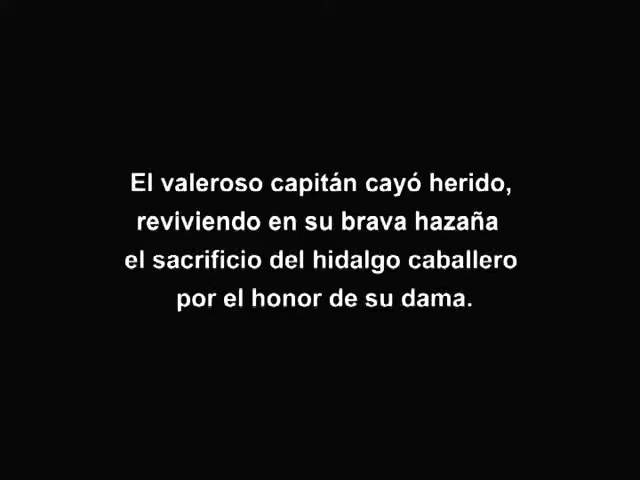 El valeroso capitán cayó herido,
reviviendo en su brava hazaña
el sacrificio del hidalgo caballero
por el honor de su dama.